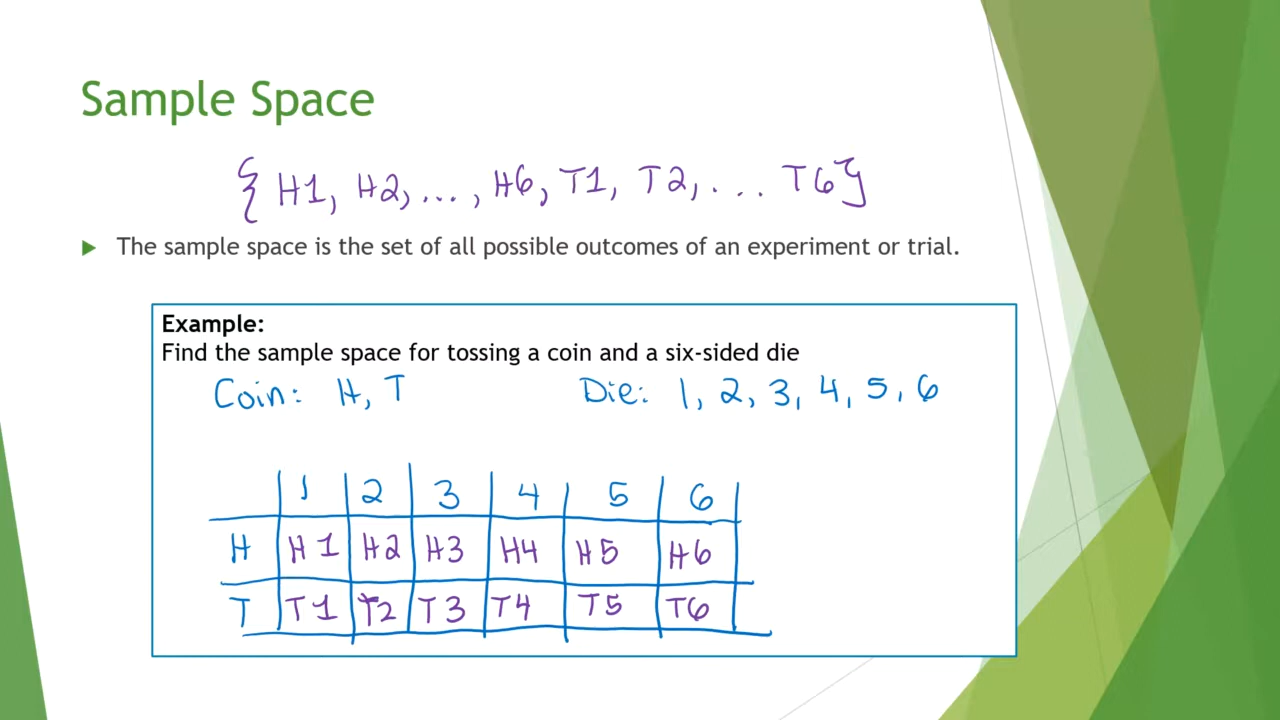 Sample Space
{ H1, H2, ..., H6, T1, T2, ... T6}
The sample space is the set of all possible outcomes of an experiment or trial.
Example:
Find the sample space for tossing a coin and a six-sided die
Coin: H, T Die: 1, 2, 3, 4, 5, 6
1 2 3 4 5 6
H H1 H2 H3 H4 H5 H6
T T1 T2 T3 T4 T5 T6